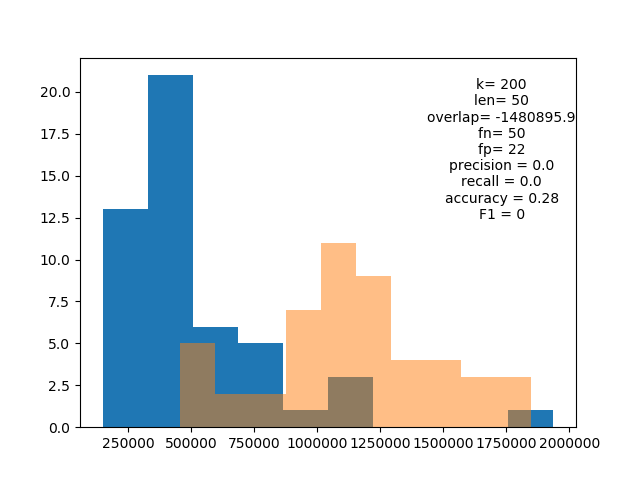 20.0
17.5
15.0
12.5
10.0
7.5
5.0
2.5
0.0
k= 200
len= 50
overlap= -1480895.9
fn= 50
fp= 22
precision = 0.0
recall = 0.0
accuracy = 0.28
F1 = 0
250000 500000 750000 1000000 1250000 1500000 1750000 2000000